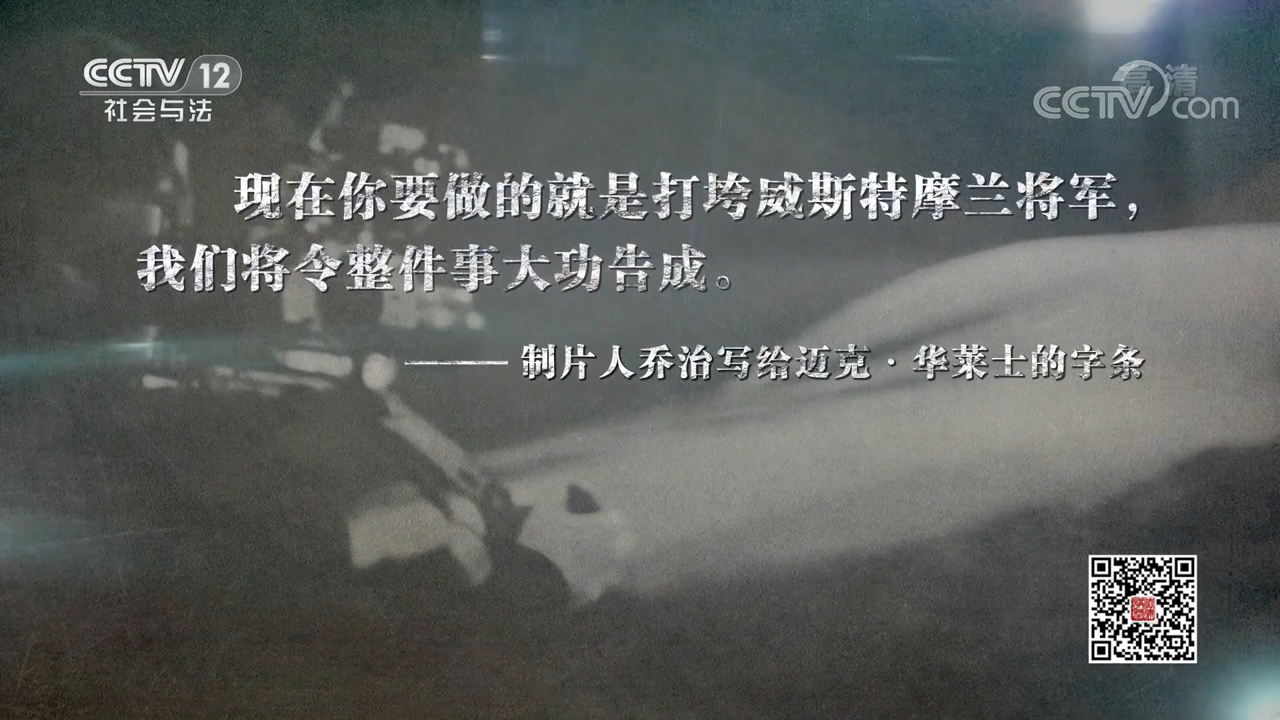 CCTV 12
社会与法
高清
CCTV.com
现在你要做的就是打垮威斯特摩兰将军，
我们将令整件事大功告成。
——制片人乔治写给迈克·华莱士的字条